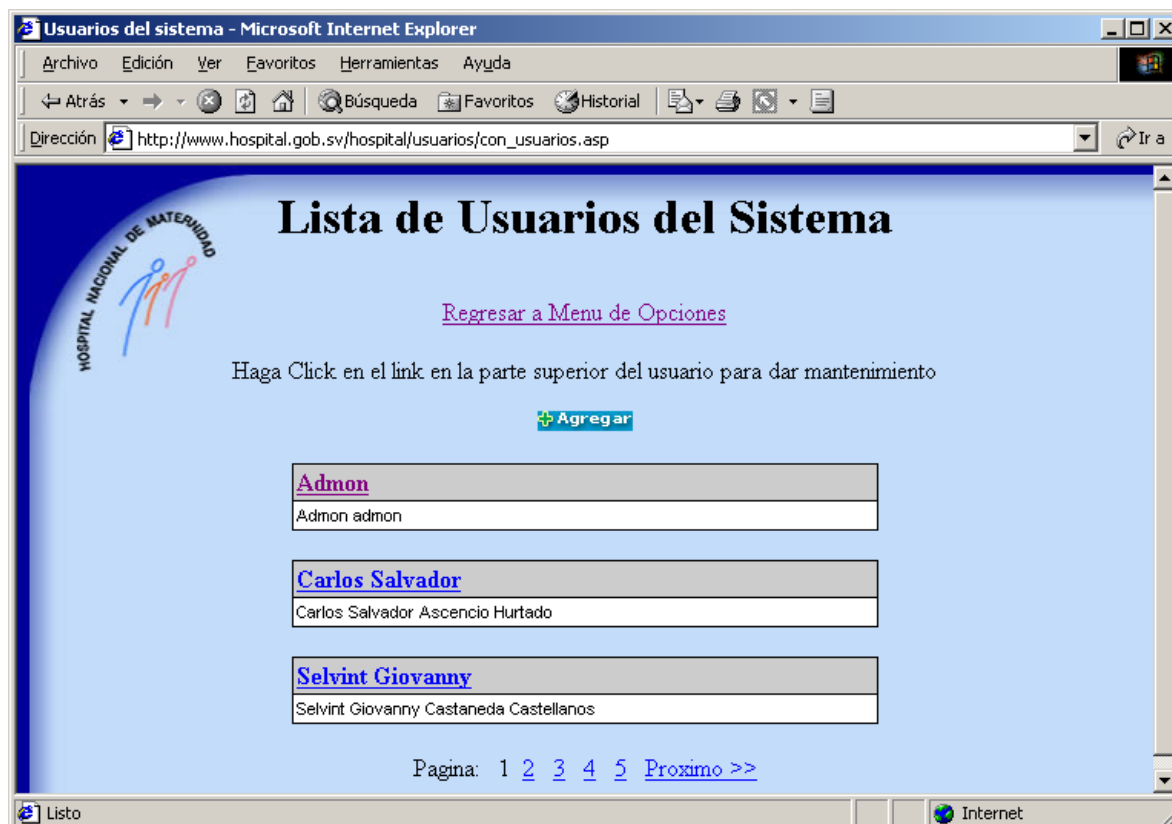 Usuarios del sistema - Microsoft Internet Explorer
Archivo Edición Ver Favoritos Herramientas Ayuda
Atrás Búsqueda Favoritos Historial
Dirección http://www.hospital.gob.sv/hospital/usuarios/con_usuarios.asp Ir a
HOSPITAL NACIONAL DE MATERNIDAD
Lista de Usuarios del Sistema
Regresar a Menu de Opciones
Haga Click en el link en la parte superior del usuario para dar mantenimiento
Agregar
Admon
Admon admon
Carlos Salvador
Carlos Salvador Ascencio Hurtado
Selvint Giovanny
Selvint Giovanny Castaneda Castellanos
Pagina: 1 2 3 4 5 Proximo >>
Listo Internet